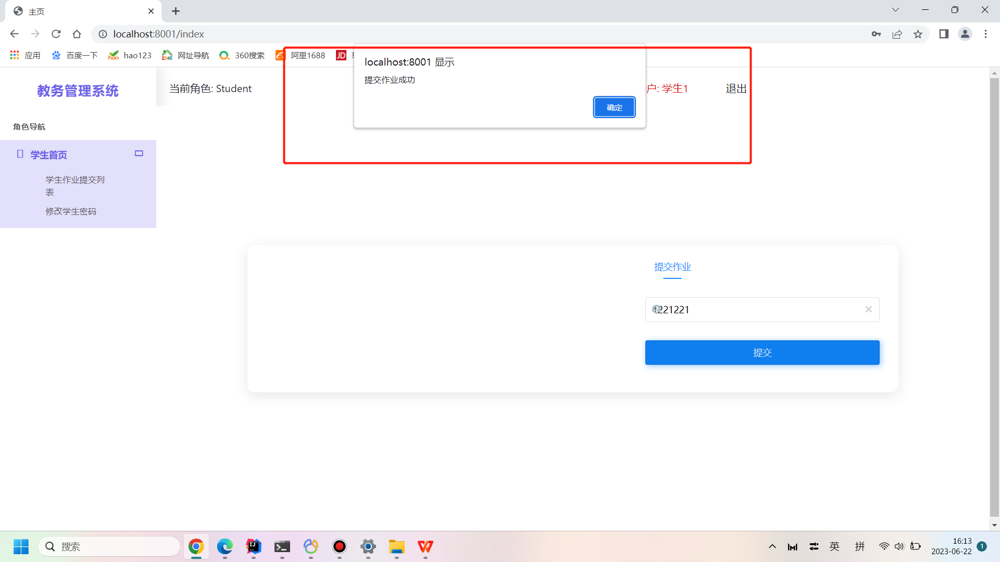 主页
localhost:8001/index
应用
百度一下
hao123
网址导航
360搜索
阿里1688
JD
localhost:8001 显示
提交作业成功
确定
教务管理系统
当前角色: Student
户: 学生1
退出
角色导航
学生首页
学生作业提交列
表
修改学生密码
提交作业
221221
提交
搜索
英
拼
16:13
2023-06-22
1